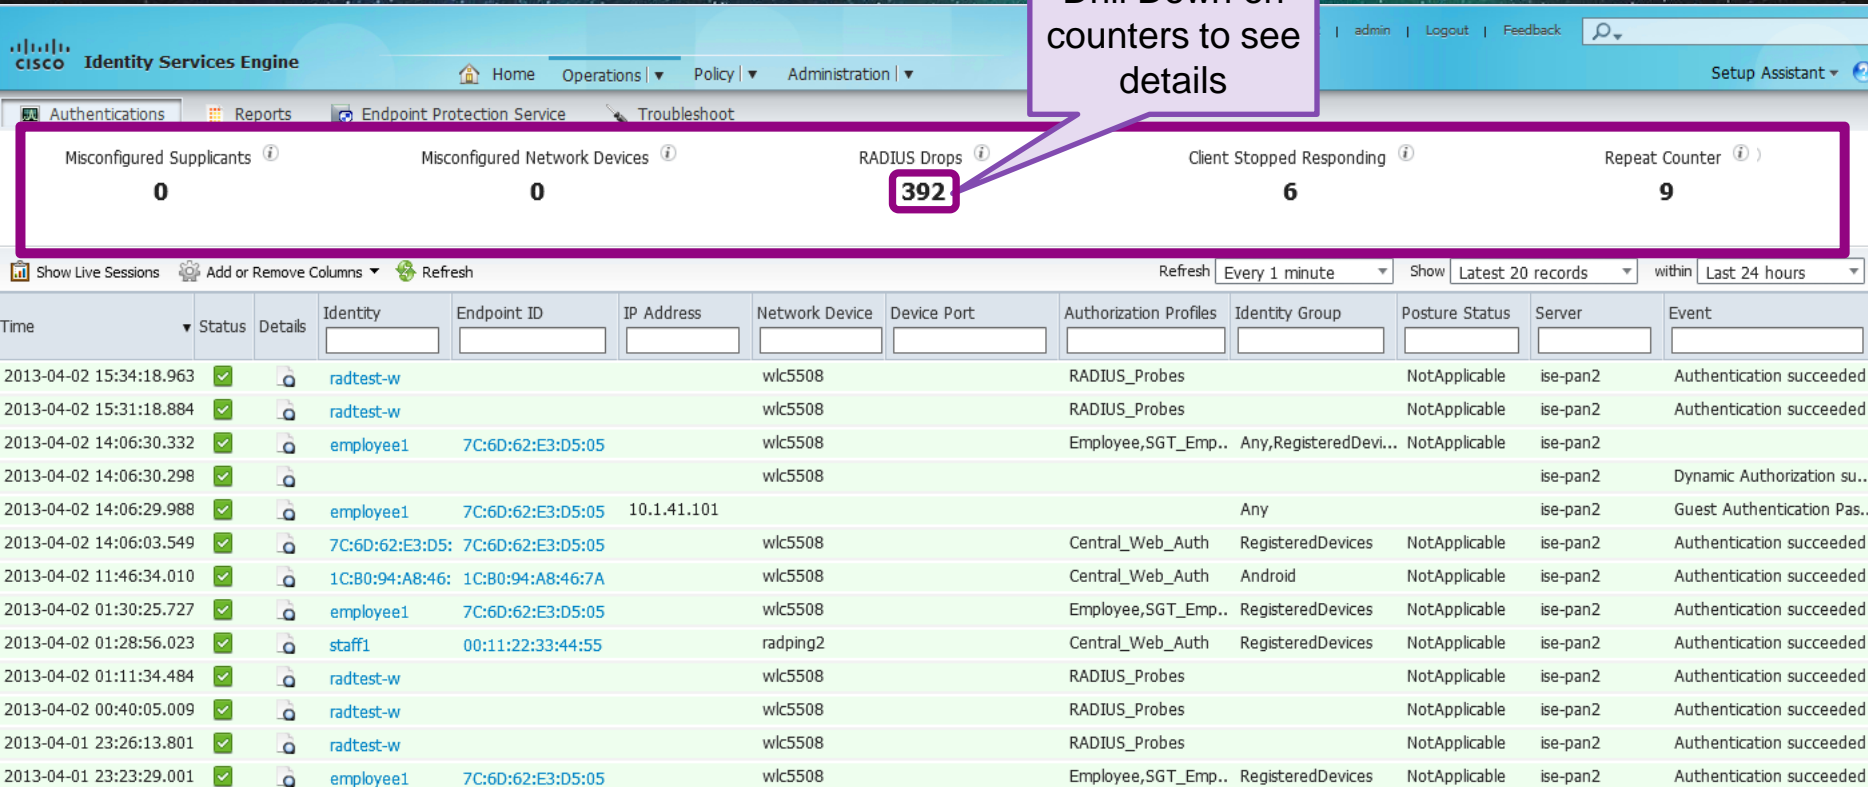 Drill Down on
counters to see
details
| admin | Logout | Feedback
CISCO Identity Services Engine
Home Operations | Policy | Administration |
Setup Assistant
Authentications Reports Endpoint Protection Service Troubleshoot
Misconfigured Supplicants Misconfigured Network Devices RADIUS Drops Client Stopped Responding Repeat Counter
0 0 392 6 9
Show Live Sessions Add or Remove Columns Refresh Refresh Every 1 minute Show Latest 20 records within Last 24 hours
Time Status Details Identity Endpoint ID IP Address Network Device Device Port Authorization Profiles Identity Group Posture Status Server Event
2013-04-02 15:34:18.963 radtest-w wlc5508 RADIUS_Probes NotApplicable ise-pan2 Authentication succeeded
2013-04-02 15:31:18.884 radtest-w wlc5508 RADIUS_Probes NotApplicable ise-pan2 Authentication succeeded
2013-04-02 14:06:30.332 employee1 7C:6D:62:E3:D5:05 wlc5508 Employee,SGT_Emp.. Any,RegisteredDevi... NotApplicable ise-pan2
2013-04-02 14:06:30.298 wlc5508 ise-pan2 Dynamic Authorization su..
2013-04-02 14:06:29.988 employee1 7C:6D:62:E3:D5:05 10.1.41.101 Any ise-pan2 Guest Authentication Pas..
2013-04-02 14:06:03.549 7C:6D:62:E3:D5: 7C:6D:62:E3:D5:05 wlc5508 Central_Web_Auth RegisteredDevices NotApplicable ise-pan2 Authentication succeeded
2013-04-02 11:46:34.010 1C:B0:94:A8:46: 1C:B0:94:A8:46:7A wlc5508 Central_Web_Auth Android NotApplicable ise-pan2 Authentication succeeded
2013-04-02 01:30:25.727 employee1 7C:6D:62:E3:D5:05 wlc5508 Employee,SGT_Emp.. RegisteredDevices NotApplicable ise-pan2 Authentication succeeded
2013-04-02 01:28:56.023 staff1 00:11:22:33:44:55 radping2 Central_Web_Auth RegisteredDevices NotApplicable ise-pan2 Authentication succeeded
2013-04-02 01:11:34.484 radtest-w wlc5508 RADIUS_Probes NotApplicable ise-pan2 Authentication succeeded
2013-04-02 00:40:05.009 radtest-w wlc5508 RADIUS_Probes NotApplicable ise-pan2 Authentication succeeded
2013-04-01 23:26:13.801 radtest-w wlc5508 RADIUS_Probes NotApplicable ise-pan2 Authentication succeeded
2013-04-01 23:23:29.001 employee1 7C:6D:62:E3:D5:05 wlc5508 Employee,SGT_Emp.. RegisteredDevices NotApplicable ise-pan2 Authentication succeeded